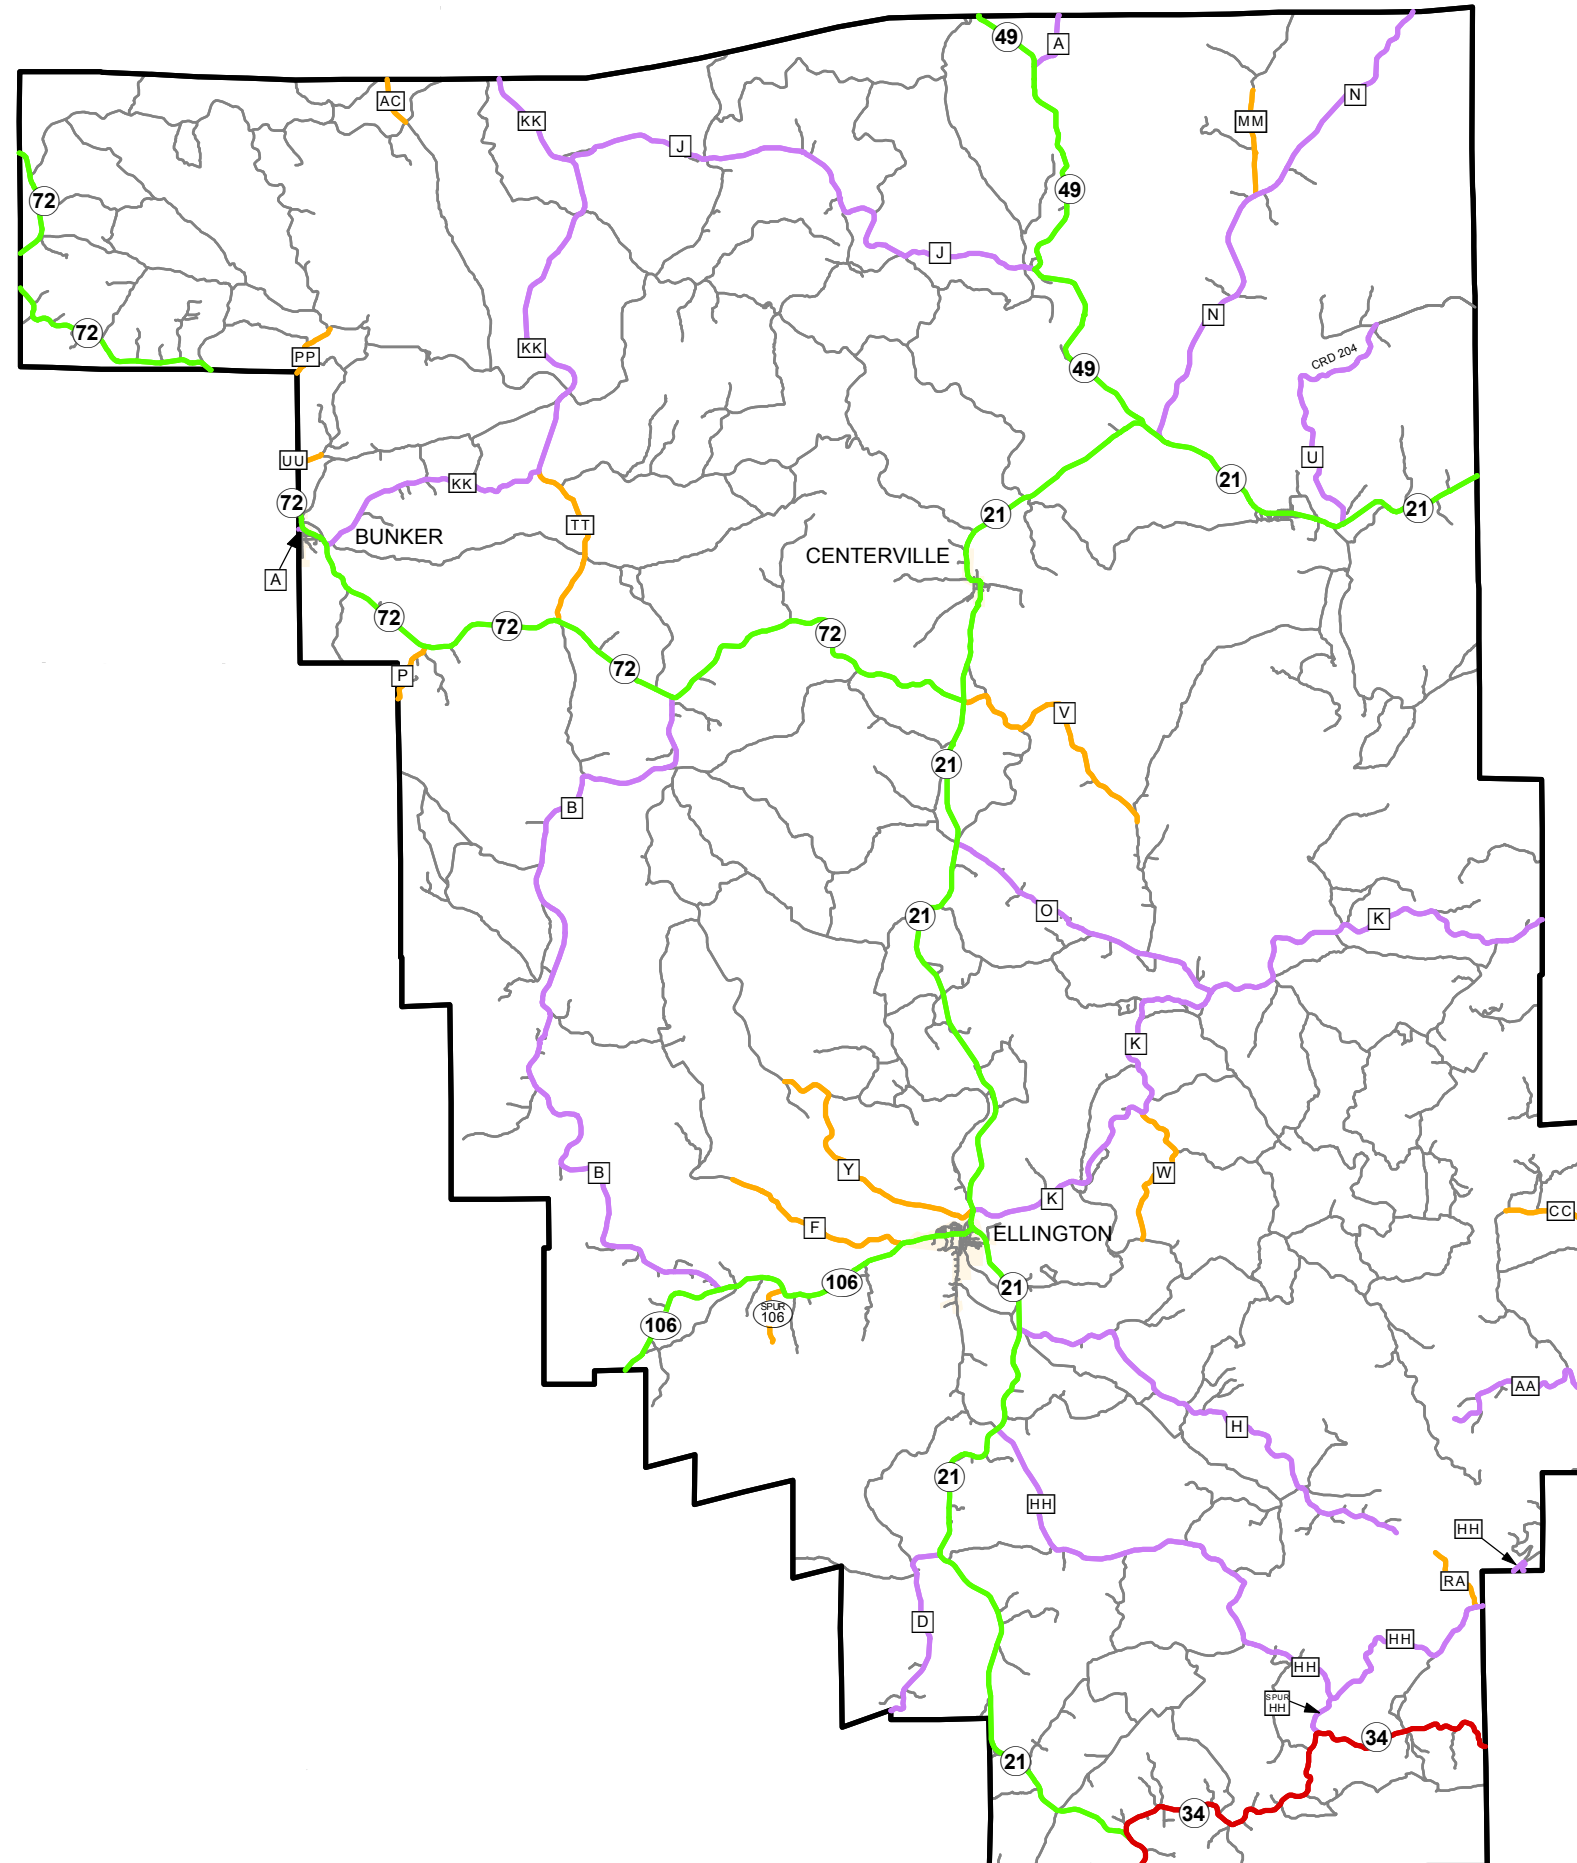 49
A
N
AC
KK
MM
J
49
72
J
N
72
KK
PP
CRD 204
49
UU
KK
U
21
72
21
21
TT
BUNKER
CENTERVILLE
A
72
72
72
72
P
V
21
B
O
21
K
K
B
Y
W
K
CC
F
ELLINGTON
106
21
SPUR
106
106
AA
H
21
HH
HH
RA
D
HH
HH
SPUR
HH
34
21
34